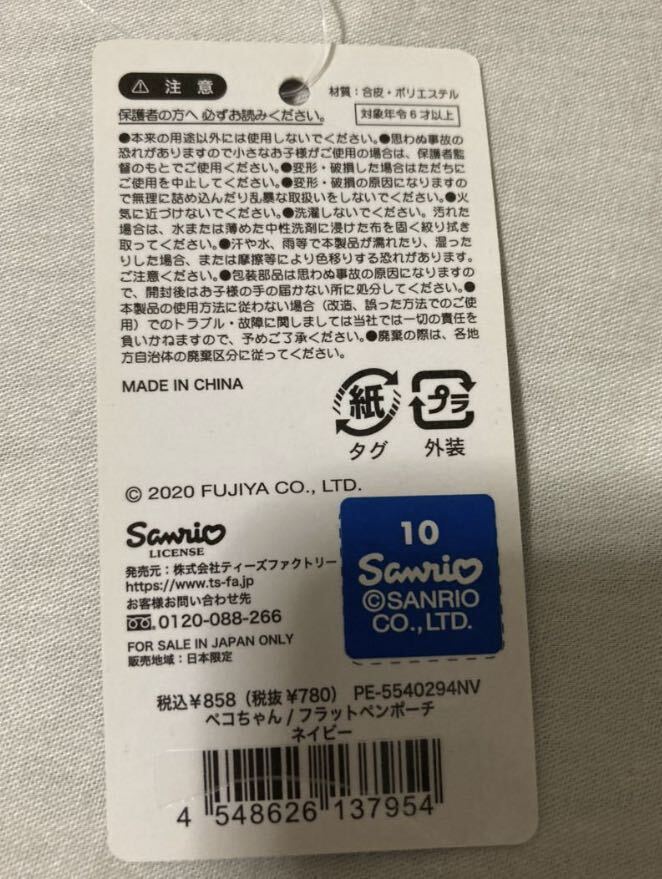 ⚠ 注 意
材質：合皮・ポリエステル
保護者の方へ 必ずお読みください。
対象年令6才以上
●本来の用途以外には使用しないでください。●思わぬ事故の
恐れがありますので小さなお子様がご使用の場合は、保護者監
督のもとでご使用ください。●変形・破損した場合はただちに
ご使用を中止してください。●変形・破損の原因になりますの
で無理に詰め込んだり乱暴な取扱いをしないでください。●火
気に近づけないでください。●洗濯しないでください。汚れた
場合は、水または薄めた中性洗剤に浸けた布を固く絞り拭き
取ってください。●汗や水、雨等で本製品が濡れたり、湿った
りした場合、または摩擦等により色移りする恐れがあります。
ご注意ください。●包装部品は思わぬ事故の原因になりますの
で、開封後はお子様の手の届かない所に処分してください。●
本製品の使用方法に従わない場合（改造、誤った方法でのご使
用）でのトラブル・故障に関しましては当社では一切の責任を
負いかねますので、予めご了承ください。●廃棄の際は、各地
方自治体の廃棄区分に従ってください。
MADE IN CHINA
紙
タグ
プラ
外装
© 2020 FUJIYA CO., LTD.
Sanrio
LICENSE
発売元：株式会社ティーズファクトリー
https://www.ts-fa.jp
お客様お問い合わせ先
0120-088-266
FOR SALE IN JAPAN ONLY
販売地域：日本限定
10
Sanrio
©SANRIO
CO., LTD.
税込¥858（税抜¥780） PE-5540294NV
ペコちゃん/フラットペンポーチ
ネイビー
4 548626 137954